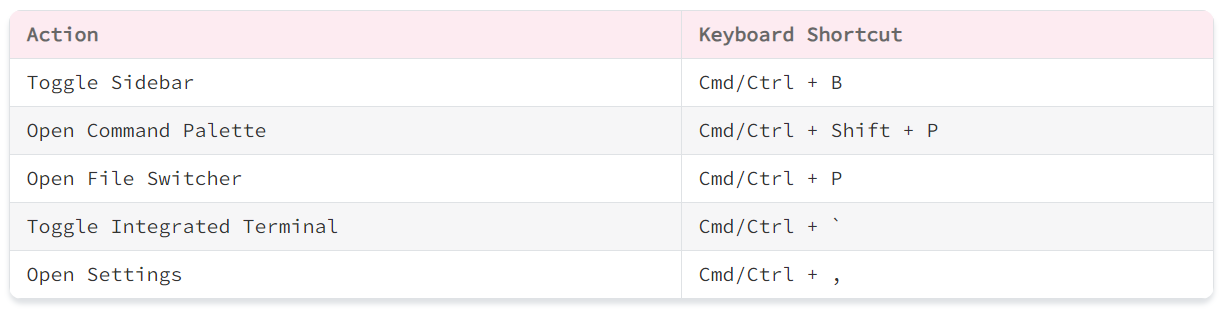 Action Keyboard Shortcut
Toggle Sidebar Cmd/Ctrl + B
Open Command Palette Cmd/Ctrl + Shift + P
Open File Switcher Cmd/Ctrl + P
Toggle Integrated Terminal Cmd/Ctrl + `
Open Settings Cmd/Ctrl + ,